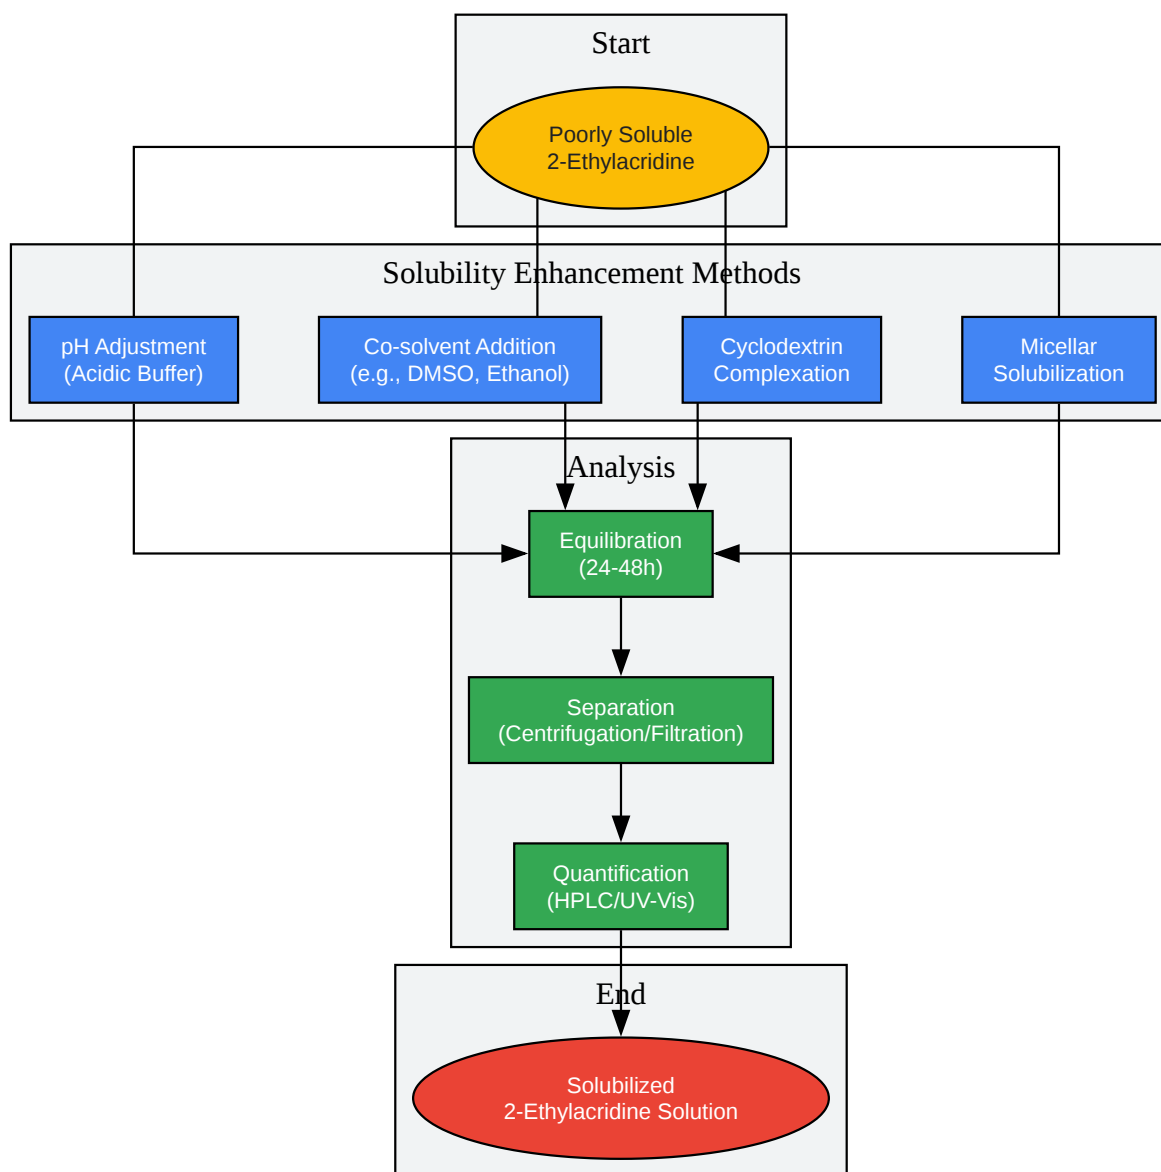 Start
Poorly Soluble
2-Ethylacridine
Solubility Enhancement Methods
pH Adjustment
(Acidic Buffer)
Co-solvent Addition
(e.g., DMSO, Ethanol)
Cyclodextrin
Complexation
Micellar
Solubilization
Analysis
Equilibration
(24-48h)
Separation
(Centrifugation/Filtration)
Quantification
(HPLC/UV-Vis)
End
Solubilized
2-Ethylacridine Solution